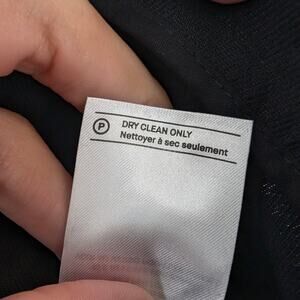 P DRY CLEAN ONLY
Nettoyer à sec seulement